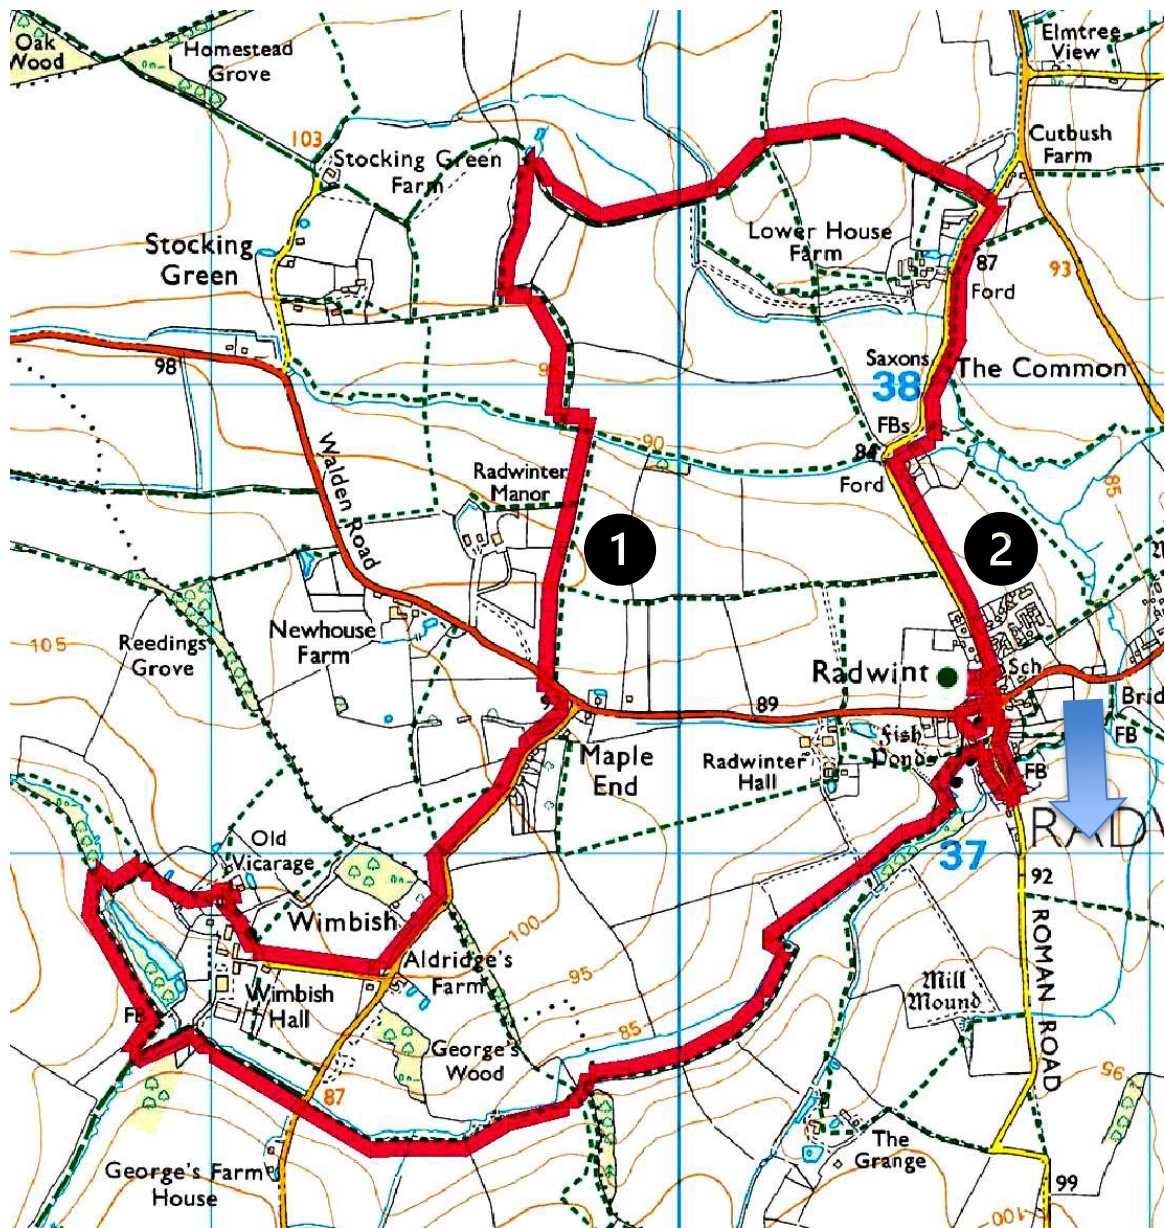 Oak
Wood
Homestead
Grove
Elmtree
View
103
Stocking Green
Farm
Cutbush
Farm
Stocking
Green
Lower House
Farm
87
Ford
93
98
Saxons
38
The Common
FBs
84
Ford
90
Walden Road
Radwinter
Manor
85
1
2
105
Reedings
Grove
Newhouse
Farm
Radwint
Sch
89
Brid
FB
Maple
End
Radwinter
Hall
Fish
Ponds
FB
RADV
37
Old
Vicarage
92
Wimbish
100
Aldridge's
Farm
95
ROMAN ROAD
Mill
Mound
Wimbish
Hall
FB
85
George's
Wood
87
95
The
Grange
George's Farm
House
99
100